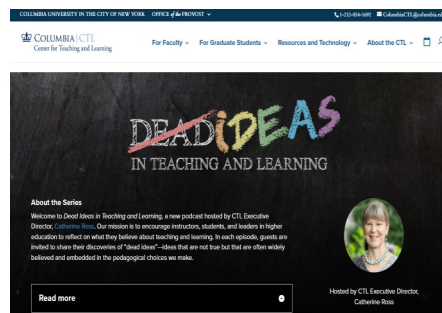 COLUMBIA UNIVERSITY IN THE CITY OF NEW YORK OFFICE of the PROVOST
1-212-854-1692 ColumbiaCTL@columbia.e
COLUMBIA | CTL
Center for Teaching and Learning
For Faculty For Graduate Students Resources and Technology About the CTL
DEAD IDEAS
IN TEACHING AND LEARNING
About the Series
Welcome to Dead Ideas in Teaching and Learning, a new podcast hosted by CTL Executive
Director, Catherine Ross. Our mission is to encourage instructors, students, and leaders in higher
education to reflect on what they believe about teaching and learning. In each episode, guests are
invited to share their discoveries of "dead ideas"—ideas that are not true but that are often widely
believed and embedded in the pedagogical choices we make.
Read more
Hosted by CTL Executive Director,
Catherine Ross